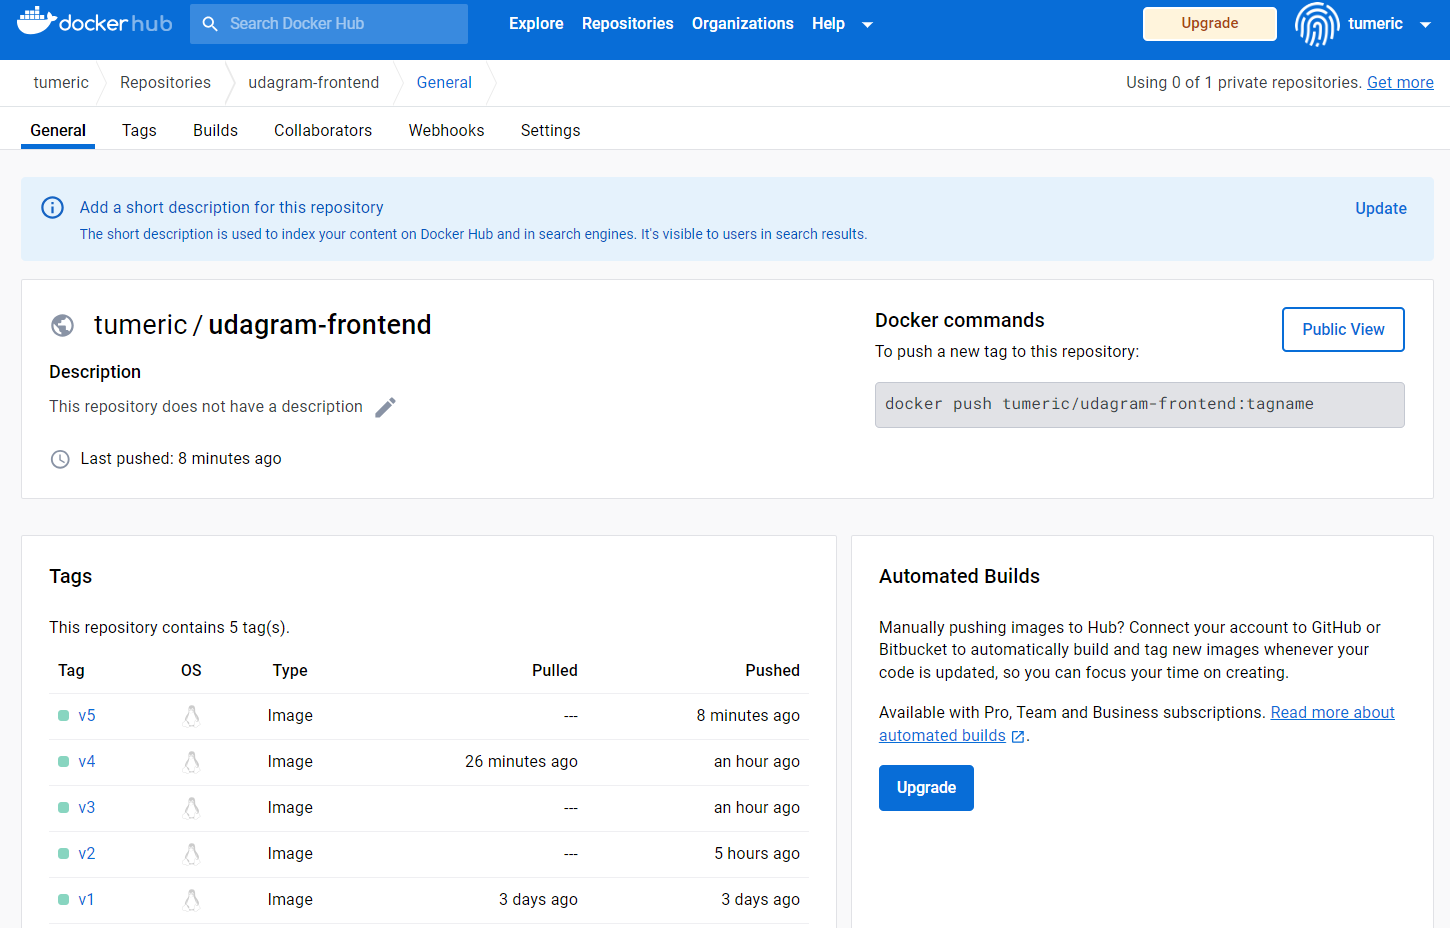 docker hub
Search Docker Hub
Explore Repositories Organizations Help
Upgrade
tumeric
tumeric Repositories udagram-frontend General
Using 0 of 1 private repositories. Get more
General Tags Builds Collaborators Webhooks Settings
Add a short description for this repository
Update
The short description is used to index your content on Docker Hub and in search engines. It's visible to users in search results.
tumeric / udagram-frontend
Description
This repository does not have a description
Last pushed: 8 minutes ago
Docker commands
Public View
To push a new tag to this repository:
docker push tumeric/udagram-frontend:tagname
Tags
This repository contains 5 tag(s).
Tag OS Type Pulled Pushed
v5 Image --- 8 minutes ago
v4 Image 26 minutes ago an hour ago
v3 Image --- an hour ago
v2 Image --- 5 hours ago
v1 Image 3 days ago 3 days ago
Automated Builds
Manually pushing images to Hub? Connect your account to GitHub or
Bitbucket to automatically build and tag new images whenever your
code is updated, so you can focus your time on creating.
Available with Pro, Team and Business subscriptions. Read more about
automated builds .
Upgrade